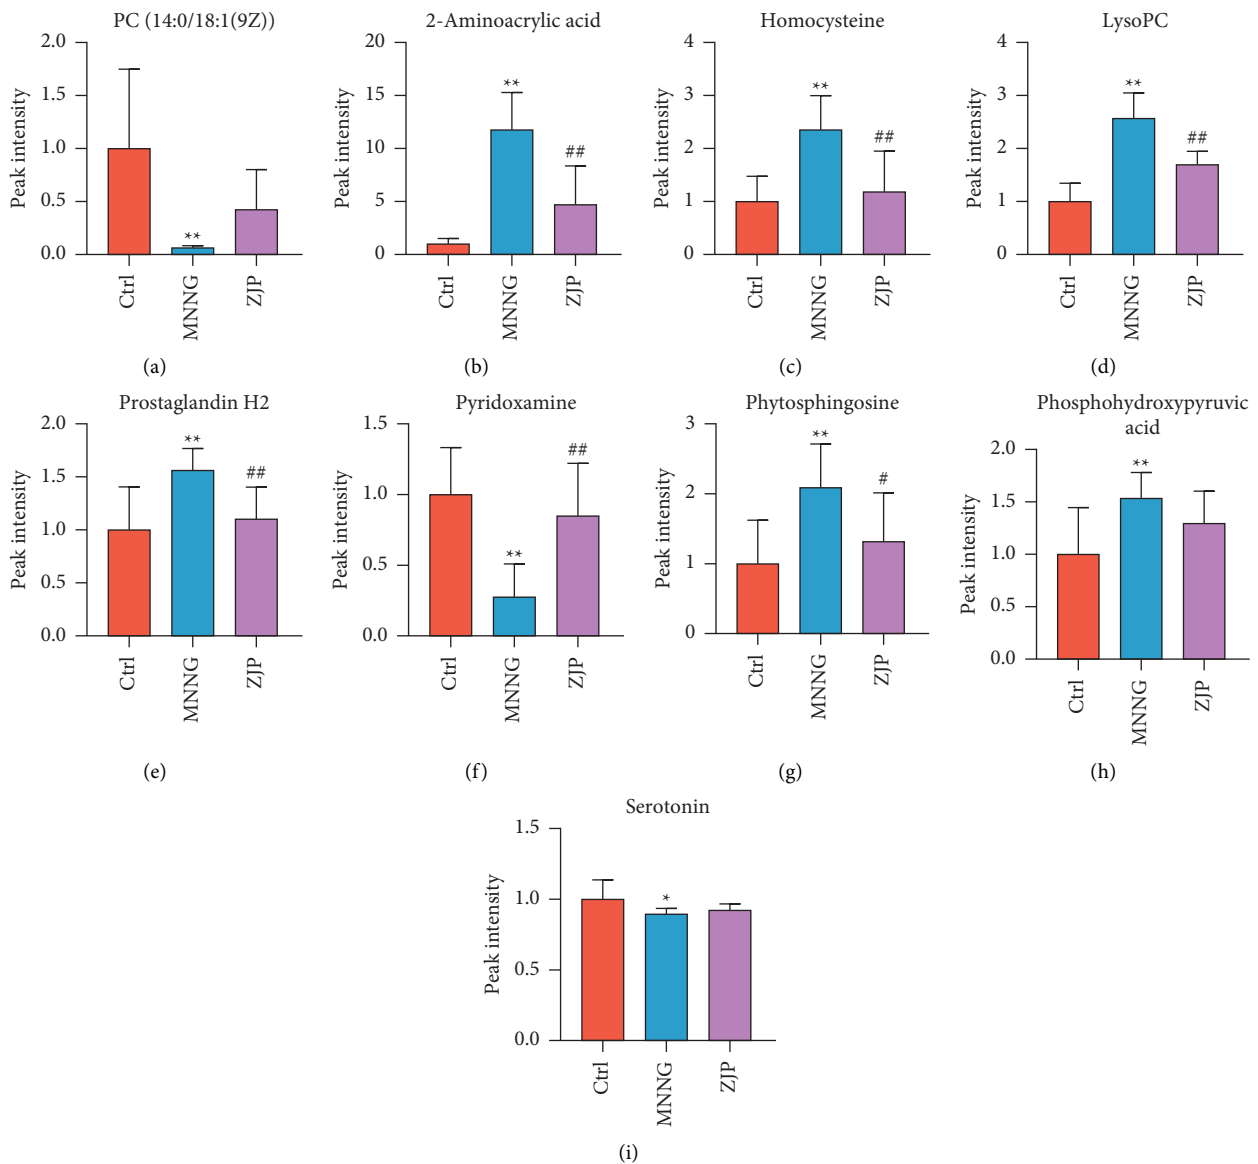 PC (14:0/18:1(9Z))
Peak intensity
2.0
1.5
1.0
0.5
0.0
**
Ctrl
MNNG
ZJP
(a)
2-Aminoacrylic acid
Peak intensity
20
15
10
5
0
**
##
Ctrl
MNNG
ZJP
(b)
Homocysteine
Peak intensity
4
3
2
1
0
**
##
Ctrl
MNNG
ZJP
(c)
LysoPC
Peak intensity
4
3
2
1
0
**
##
Ctrl
MNNG
ZJP
(d)
Prostaglandin H2
Peak intensity
2.0
1.5
1.0
0.5
0.0
**
##
Ctrl
MNNG
ZJP
(e)
Pyridoxamine
Peak intensity
1.5
1.0
0.5
0.0
**
##
Ctrl
MNNG
ZJP
(f)
Phytosphingosine
Peak intensity
3
2
1
0
**
#
Ctrl
MNNG
ZJP
(g)
Phosphohydroxypyruvic
acid
Peak intensity
2.0
1.5
1.0
0.5
0.0
**
Ctrl
MNNG
ZJP
(h)
Serotonin
Peak intensity
1.5
1.0
0.5
0.0
*
Ctrl
MNNG
ZJP
(i)